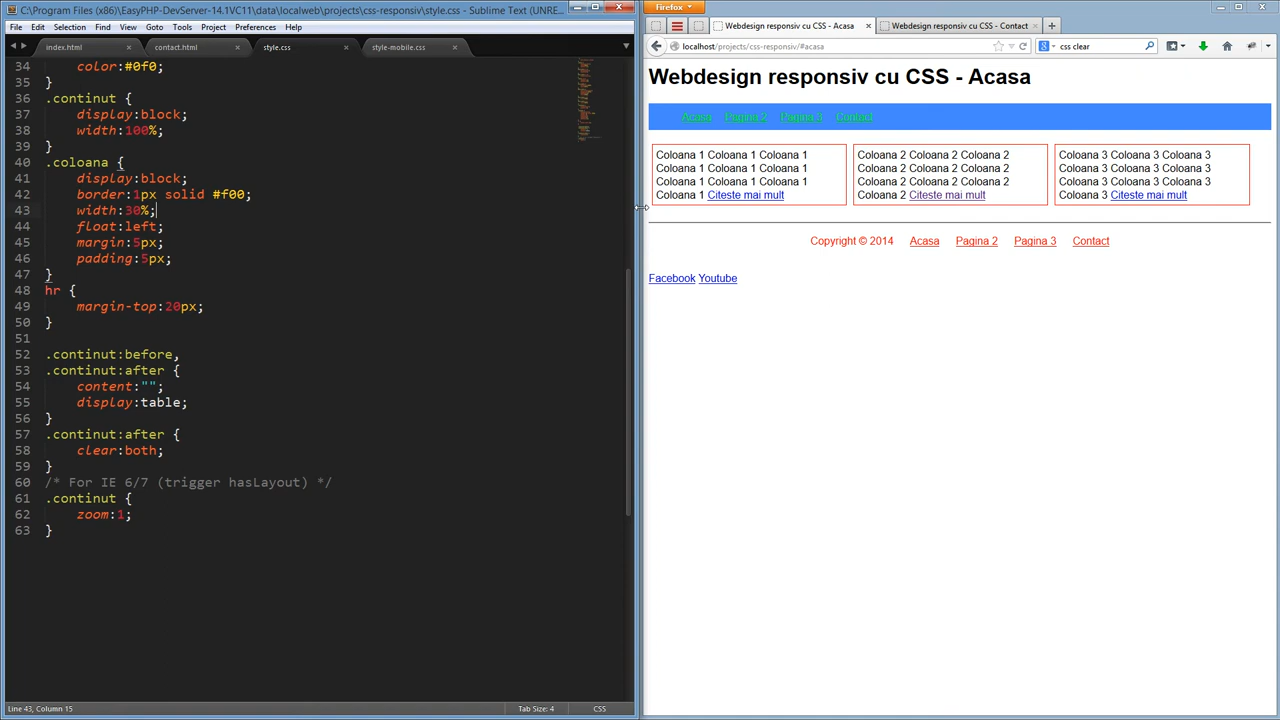 C:\Program Files (x86)\EasyPHP-DevServer-14.1VC11\data\localweb\projects\css-responsiv\style.css - Sublime Text (UNRE...
File Edit Selection Find View Goto Tools Project Preferences Help
index.html × contact.html × style.css × style-mobile.css ×
34 color:#0f0;
35 }
36 .continut {
37 display:block;
38 width:100%;
39 }
40 .coloana {
41 display:block;
42 border:1px solid #f00;
43 width:30%;
44 float:left;
45 margin:5px;
46 padding:5px;
47 }
48 hr {
49 margin-top:20px;
50 }
51
52 .continut:before,
53 .continut:after {
54 content:"";
55 display:table;
56 }
57 .continut:after {
58 clear:both;
59 }
60 /* For IE 6/7 (trigger hasLayout) */
61 .continut {
62 zoom:1;
63 }
Line 43, Column 15
Tab Size: 4 CSS
Firefox
Webdesign responsiv cu CSS - Acasa × Webdesign responsiv cu CSS - Contact ×
localhost/projects/css-responsiv/#acasa
css clear
Webdesign responsiv cu CSS - Acasa
Acasa Pagina 2 Pagina 3 Contact
Coloana 1 Coloana 1 Coloana 1
Coloana 1 Coloana 1 Coloana 1
Coloana 1 Coloana 1 Coloana 1
Coloana 1 Citeste mai mult
Coloana 2 Coloana 2 Coloana 2
Coloana 2 Coloana 2 Coloana 2
Coloana 2 Coloana 2 Coloana 2
Coloana 2 Citeste mai mult
Coloana 3 Coloana 3 Coloana 3
Coloana 3 Coloana 3 Coloana 3
Coloana 3 Coloana 3 Coloana 3
Coloana 3 Citeste mai mult
Copyright © 2014 Acasa Pagina 2 Pagina 3 Contact
Facebook Youtube